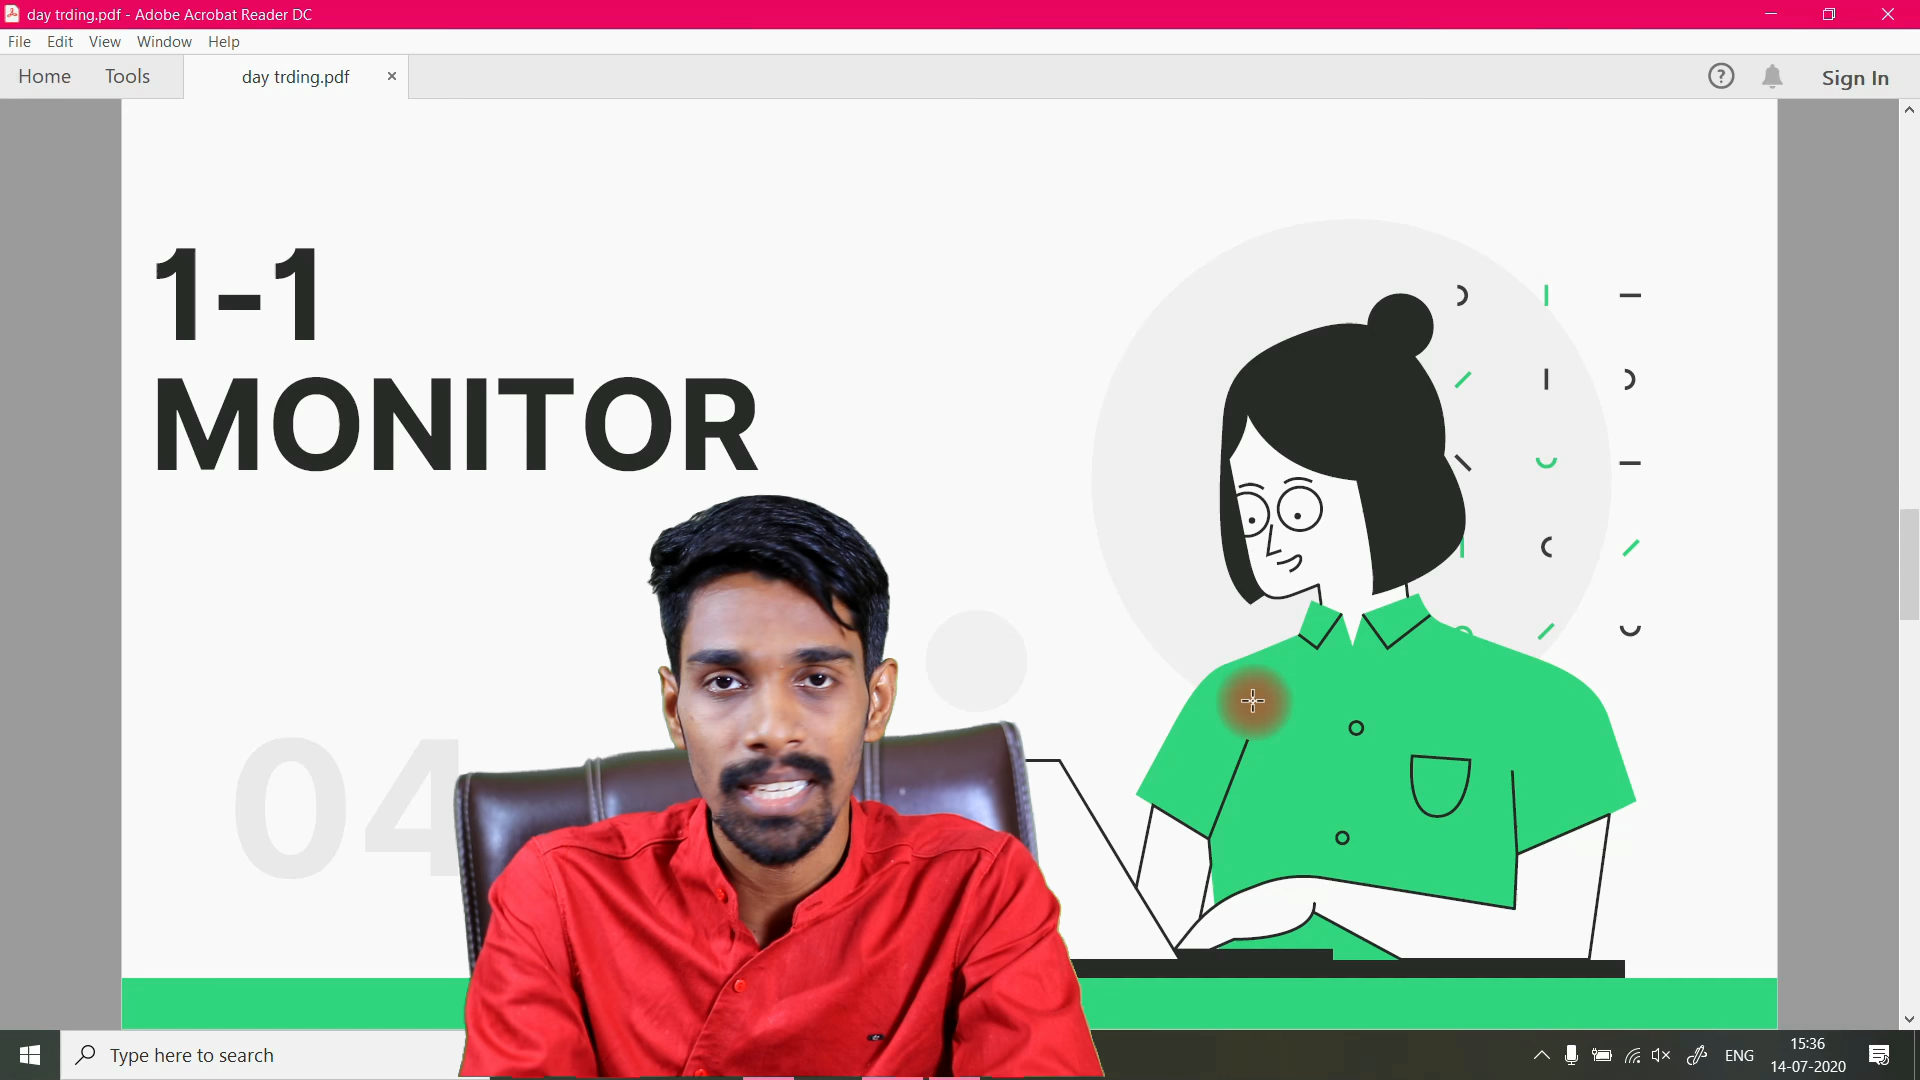 day trding.pdf - Adobe Acrobat Reader DC
File Edit View Window Help
Home Tools day trding.pdf × ? Sign In
1-1
MONITOR
04
Type here to search
ENG
15:36
14-07-2020